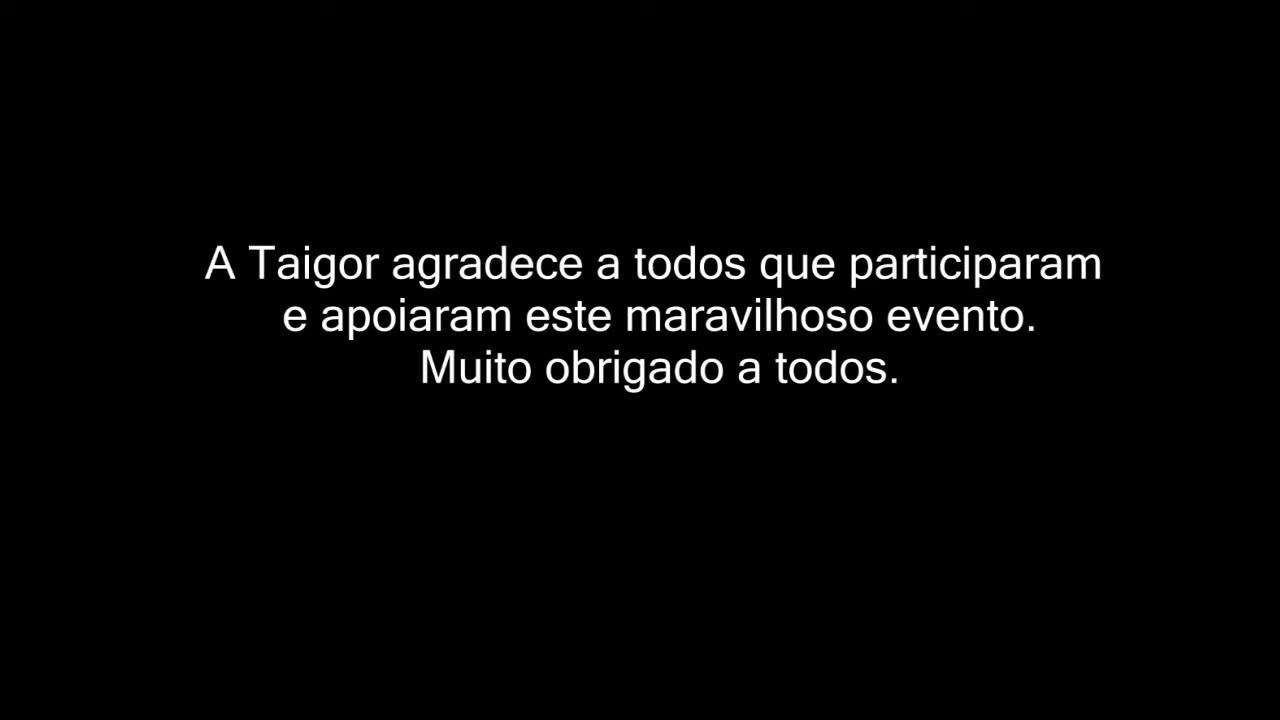 A Taigor agradece a todos que participaram
e apoiaram este maravilhoso evento.
Muito obrigado a todos.